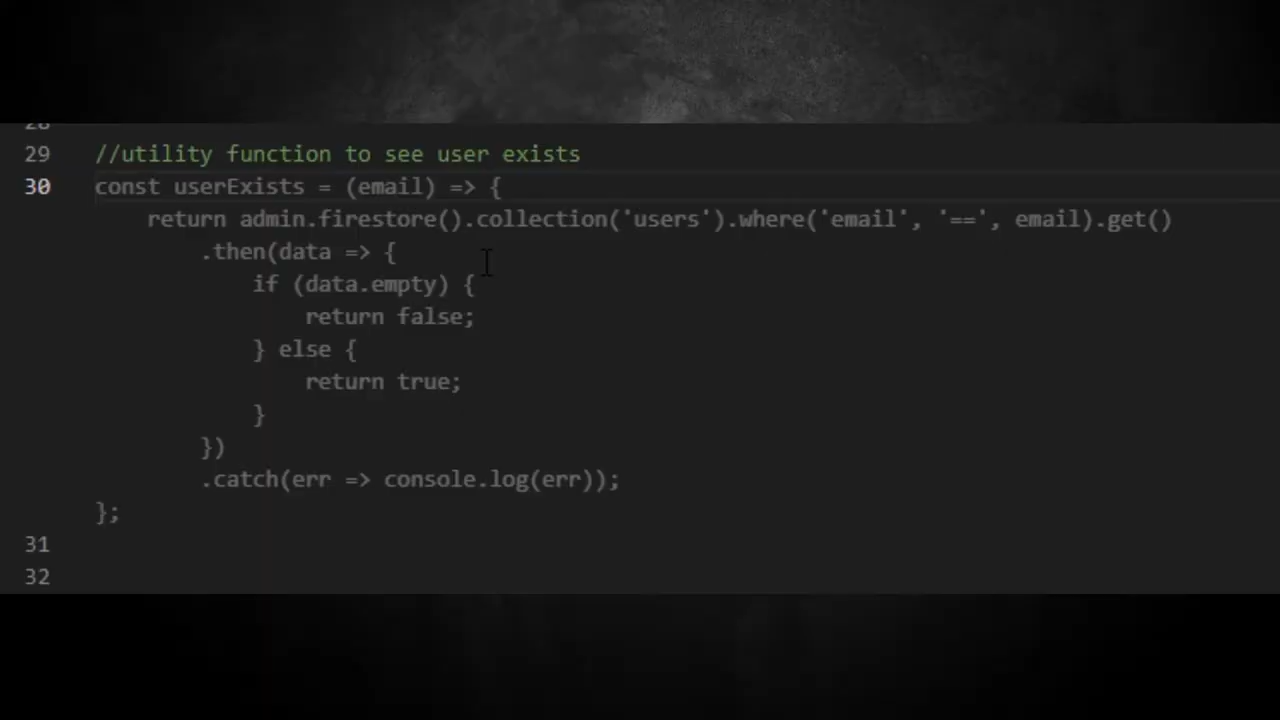 28
29 //utility function to see user exists
30 const userExists = (email) => {
return admin.firestore().collection('users').where('email', '==', email).get()
.then(data => {
if (data.empty) {
return false;
} else {
return true;
}
})
.catch(err => console.log(err));
};
31
32